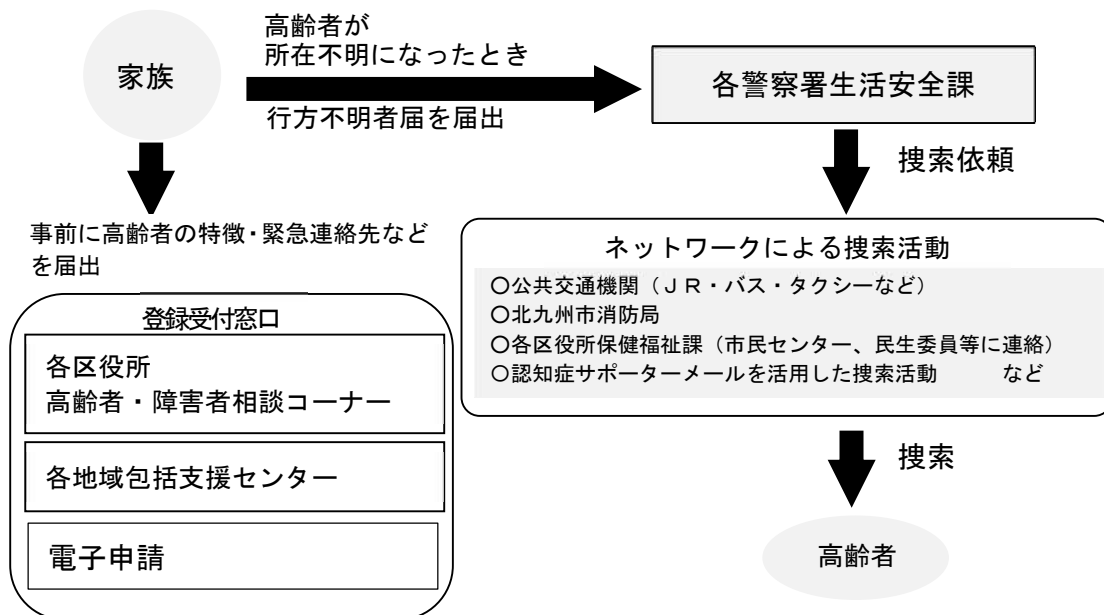 家族
高齢者が
所在不明になったとき
行方不明者届を届出
各警察署生活安全課
捜索依頼
事前に高齢者の特徴・緊急連絡先など
を届出
登録受付窓口
各区役所
高齢者・障害者相談コーナー
各地域包括支援センター
電子申請
ネットワークによる捜索活動
○公共交通機関（ＪＲ・バス・タクシーなど）
○北九州市消防局
○各区役所保健福祉課（市民センター、民生委員等に連絡）
○認知症サポーターメールを活用した捜索活動　　など
捜索
高齢者